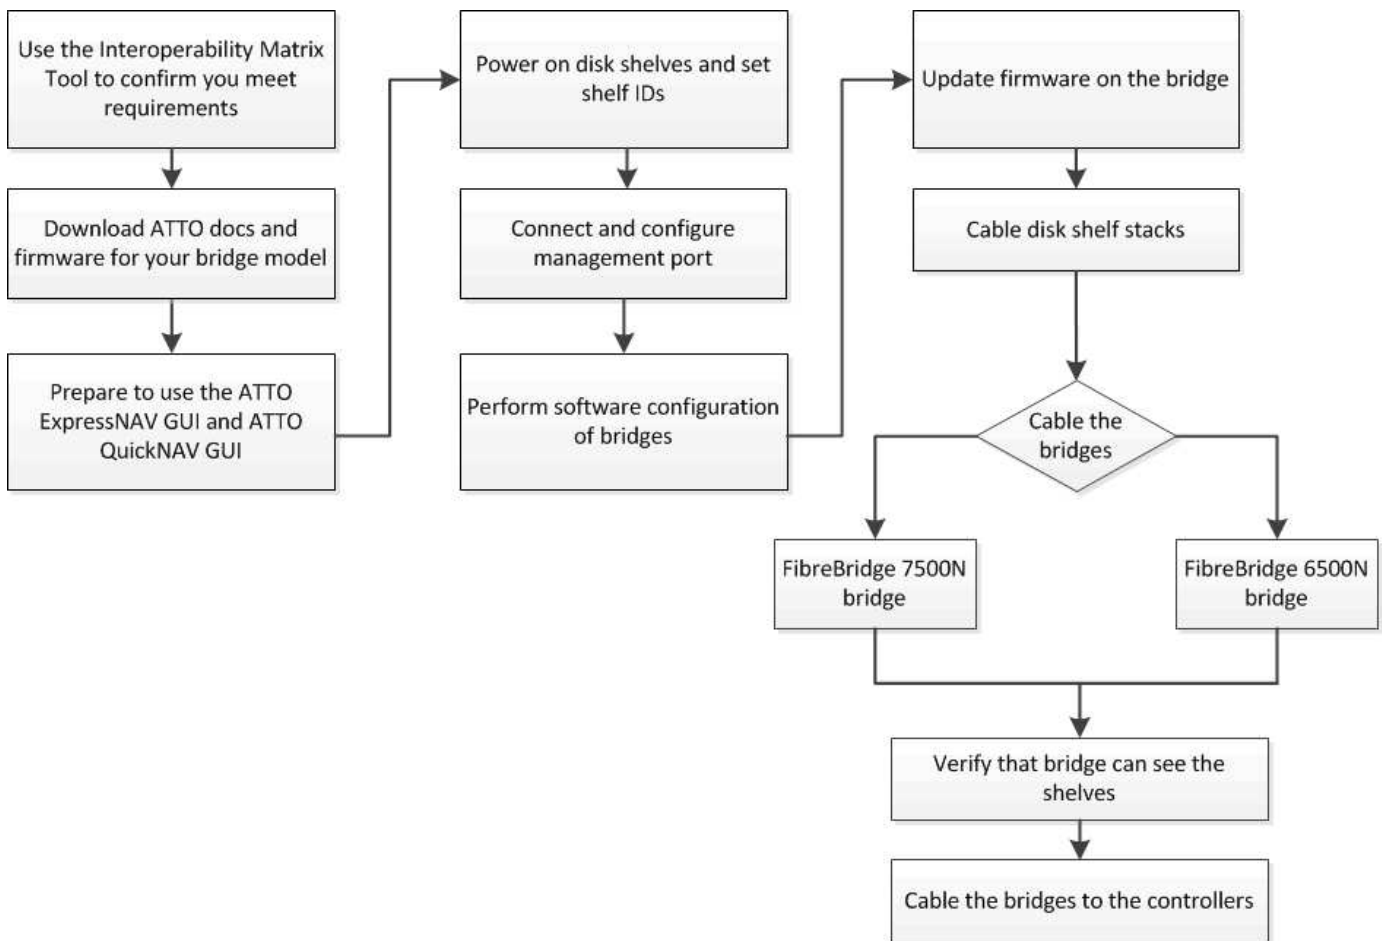 Use the Interoperability Matrix
Tool to confirm you meet
requirements
Download ATTO docs and
firmware for your bridge model
Prepare to use the ATTO
ExpressNAV GUI and ATTO
QuickNAV GUI
Power on disk shelves and set
shelf IDs
Connect and configure
management port
Perform software configuration
of bridges
Update firmware on the bridge
Cable disk shelf stacks
Cable the
bridges
FibreBridge 7500N
bridge
FibreBridge 6500N
bridge
Verify that bridge can see the
shelves
Cable the bridges to the controllers